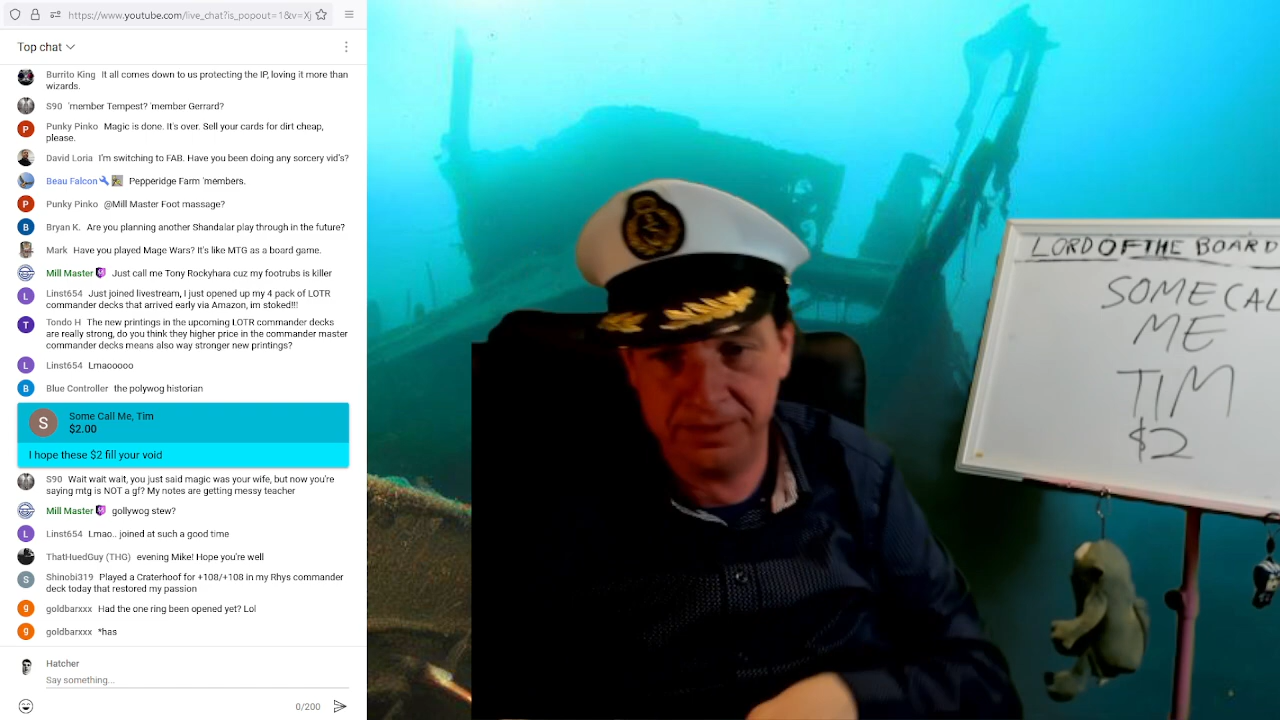 https://www.youtube.com/live_chat?is_popout=1&v=Xj
Top chat
Burrito King It all comes down to us protecting the IP, loving it more than
wizards.
S90 'member Tempest? 'member Gerrard?
Punky Pinko Magic is done. It's over. Sell your cards for dirt cheap,
please.
David Loria I'm switching to FAB. Have you been doing any sorcery vid's?
Beau Falcon Pepperidge Farm 'members.
P
Punky Pinko @Mill Master Foot massage?
B
Bryan K. Are you planning another Shandalar play through in the future?
Mark Have you played Mage Wars? It's like MTG as a board game.
Mill Master Just call me Tony Rockyhara cuz my footrubs is killer
L
Linst654 Just joined livestream, I just opened up my 4 pack of LOTR
commander decks that arrived early via Amazon, im stoked!!!
T
Tondo H The new printings in the upcoming LOTR commander decks
are really strong, do you think they higher price in the commander master
commander decks means also way stronger new printings?
L
Linst654 Lmaooooo
B
Blue Controller the polywog historian
S
Some Call Me, Tim
$2.00
I hope these $2 fill your void
S90 Wait wait wait, you just said magic was your wife, but now you're
saying mtg is NOT a gf? My notes are getting messy teacher
Mill Master gollywog stew?
L
Linst654 Lmao.. joined at such a good time
ThatHuedGuy (THG) evening Mike! Hope you're well
S
Shinobi319 Played a Craterhoof for +108/+108 in my Rhys commander
deck today that restored my passion
g
goldbarxxx Had the one ring been opened yet? Lol
g
goldbarxxx *has
Hatcher
Say something...
0/200
LORD OF THE BOARD
SOME CAL
ME
TIM
$2